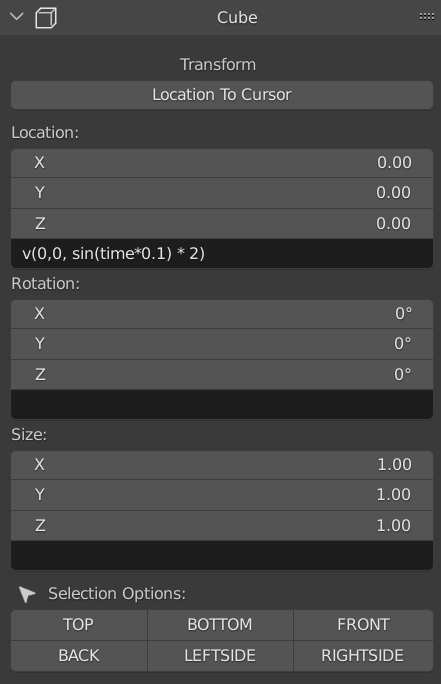 Cube
Transform
Location To Cursor
Location:
X 0.00
Y 0.00
Z 0.00
v(0,0, sin(time*0.1) * 2)
Rotation:
X 0°
Y 0°
Z 0°
Size:
X 1.00
Y 1.00
Z 1.00
Selection Options:
TOP BOTTOM FRONT
BACK LEFTSIDE RIGHTSIDE